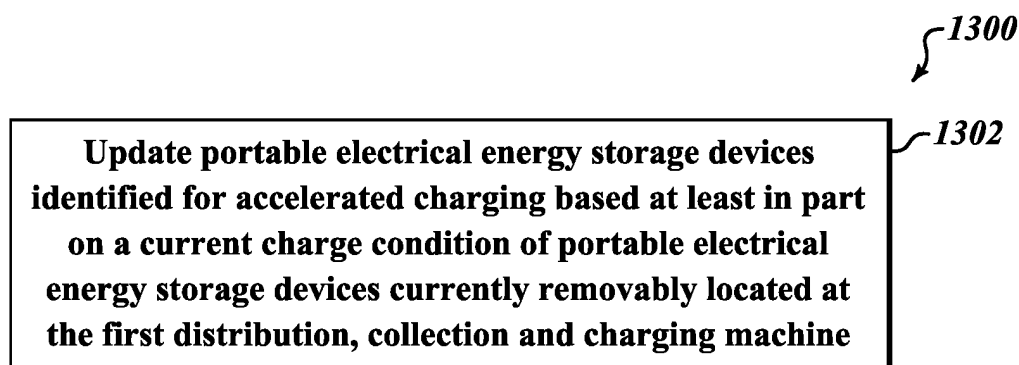 1300
1302
Update portable electrical energy storage devices
identified for accelerated charging based at least in part
on a current charge condition of portable electrical
energy storage devices currently removably located at
the first distribution, collection and charging machine